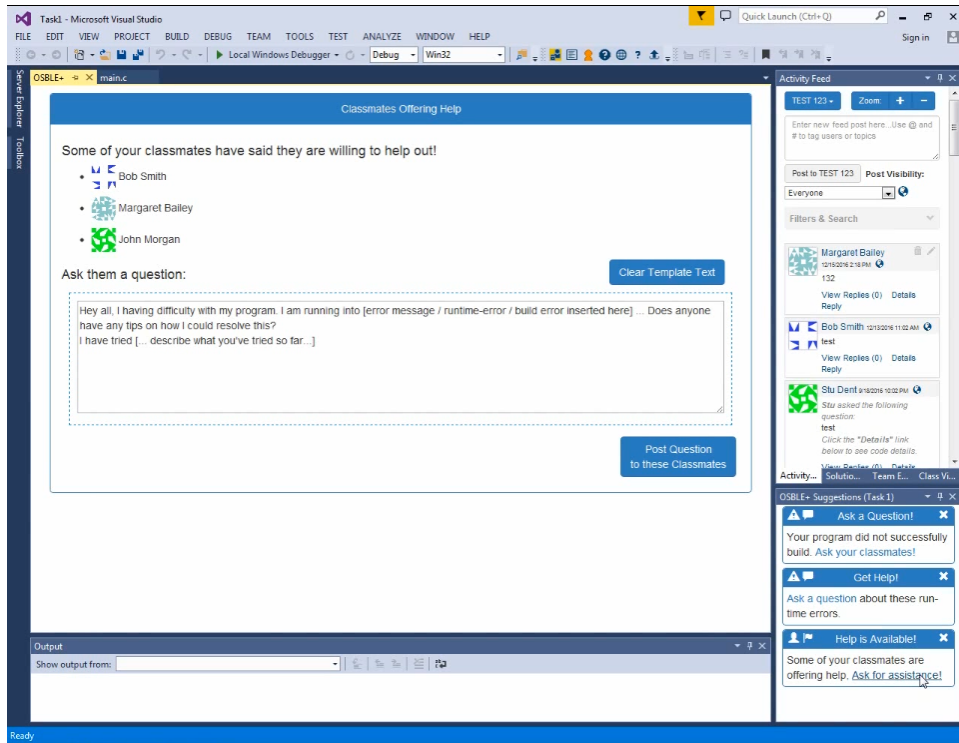 Task1 - Microsoft Visual Studio
Quick Launch (Ctrl+Q)
FILE EDIT VIEW PROJECT BUILD DEBUG TEAM TOOLS TEST ANALYZE WINDOW HELP
Sign in
Local Windows Debugger
Debug
Win32
Server Explorer
Toolbox
OSBLE+
main.c
Classmates Offering Help
Some of your classmates have said they are willing to help out!
Bob Smith
Margaret Bailey
John Morgan
Ask them a question:
Clear Template Text
Hey all, I having difficulty with my program. I am running into [error message / runtime-error / build error inserted here] ... Does anyone
have any tips on how I could resolve this?
I have tried [... describe what you've tried so far...]
Post Question
to these Classmates
Output
Show output from:
Activity Feed
TEST 123
Zoom: + −
Enter new feed post here...Use @ and
# to tag users or topics
Post to TEST 123
Post Visibility:
Everyone
Filters & Search
Margaret Bailey
12/15/2016 2:18 PM
132
View Replies (0) Details
Reply
Bob Smith 12/13/2016 11:02 AM
test
View Replies (0) Details
Reply
Stu Dent 9/18/2016 10:02 PM
Stu asked the following
question:
test
Click the "Details" link
below to see code details.
View Replies (0) Details
Activity... Solutio... Team E... Class Vi...
OSBLE+ Suggestions (Task 1)
Ask a Question!
Your program did not successfully
build. Ask your classmates!
Get Help!
Ask a question about these run-
time errors.
Help is Available!
Some of your classmates are
offering help. Ask for assistance!
Ready